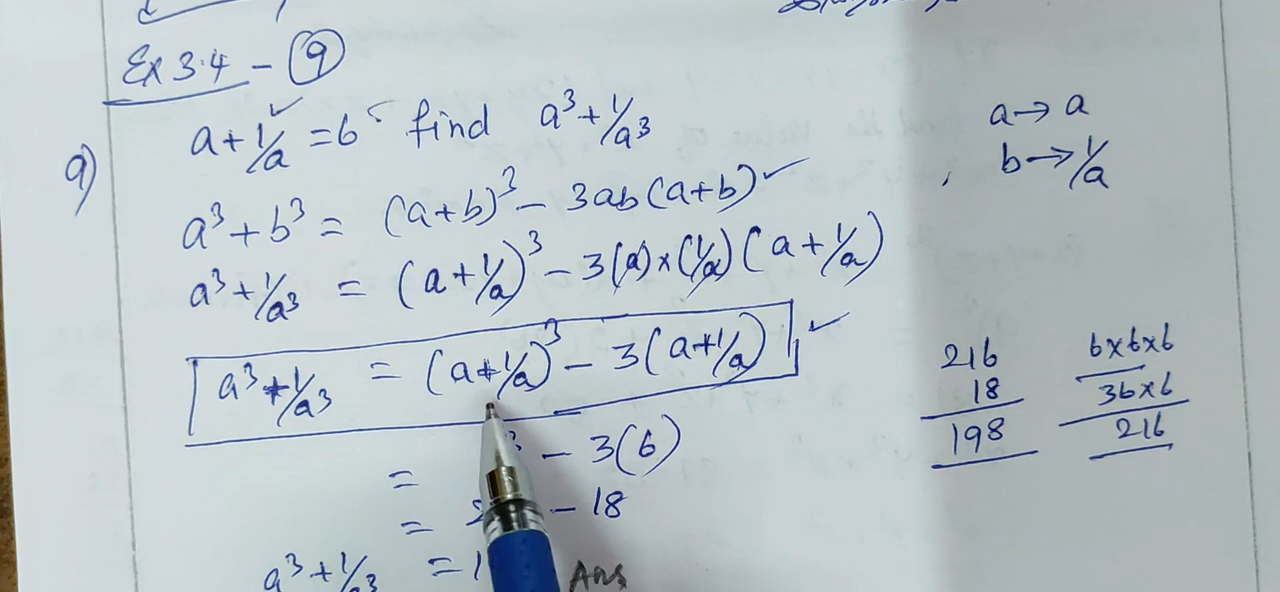 Ex 3.4 - (9)
9) a + 1/a = 6 find a³ + 1/a³
a → a
b → 1/a
a³ + b³ = (a+b)³ - 3ab(a+b) ✓
,
a³ + 1/a³ = (a + 1/a)³ - 3(a) × (1/a) (a + 1/a)
a³ + 1/a³ = (a + 1/a)³ - 3(a + 1/a) ✓
= ³ - 3(6)
= 2 - 18
a³ + 1/a³ = 1 Ans
216
18
198
6×6×6
36×6
216